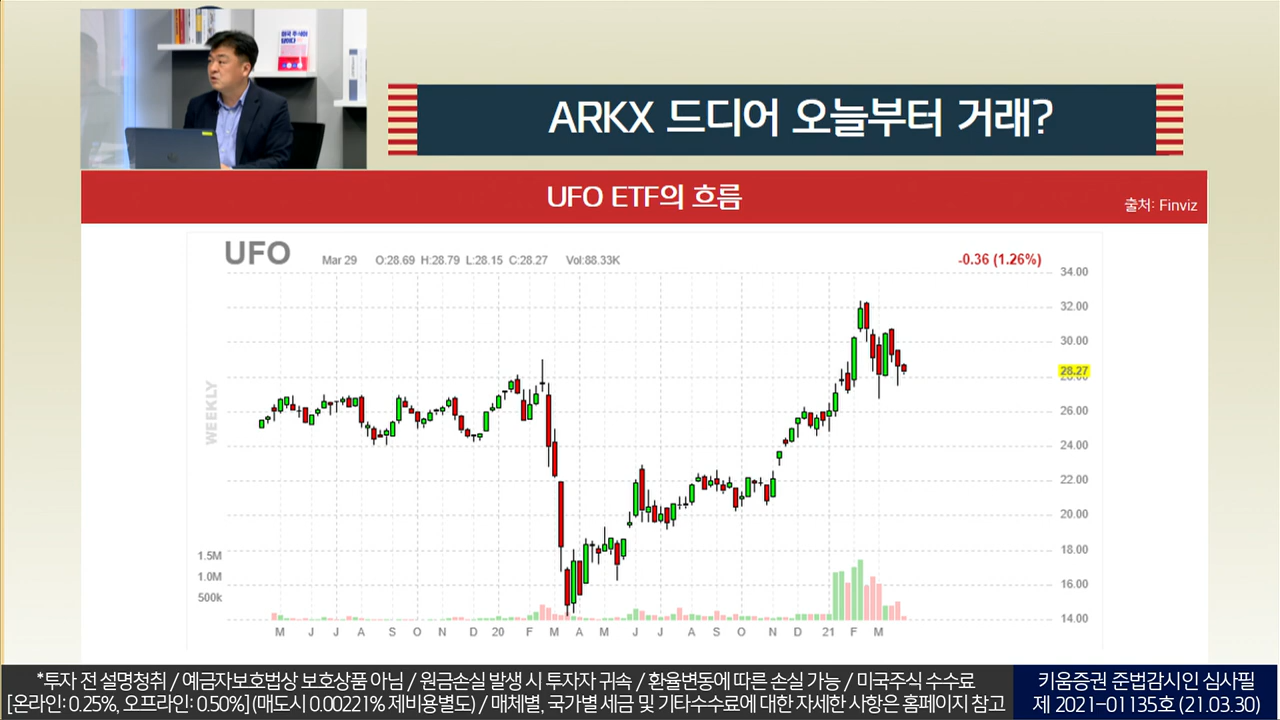 미국 주식이
답이다
ARKX 드디어 오늘부터 거래?
UFO ETF의 흐름
출처: Finviz
UFO Mar 29 O:28.69 H:28.79 L:28.15 C:28.27 Vol:88.33K -0.36 (1.26%)
34.00
32.00
30.00
28.27
28.00
26.00
24.00
22.00
20.00
18.00
16.00
14.00
WEEKLY
1.5M
1.0M
500k
M J J A S O N D 20 F M A M J J A S O N D 21 F M
*투자 전 설명청취 / 예금자보호법상 보호상품 아님 / 원금손실 발생 시 투자자 귀속 / 환율변동에 따른 손실 가능 / 미국주식 수수료
[온라인: 0.25%, 오프라인: 0.50%] (매도시 0.00221% 제비용별도) / 매체별, 국가별 세금 및 기타수수료에 대한 자세한 사항은 홈페이지 참고
키움증권 준법감시인 심사필
제 2021-01135호 (21.03.30)